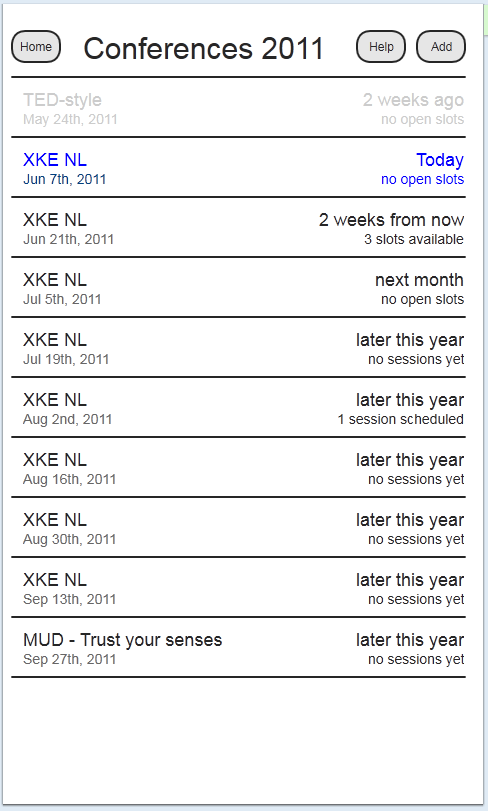 Home Conferences 2011 Help Add
TED-style 2 weeks ago
May 24th, 2011 no open slots
XKE NL Today
Jun 7th, 2011 no open slots
XKE NL 2 weeks from now
Jun 21th, 2011 3 slots available
XKE NL next month
Jul 5th, 2011 no open slots
XKE NL later this year
Jul 19th, 2011 no sessions yet
XKE NL later this year
Aug 2nd, 2011 1 session scheduled
XKE NL later this year
Aug 16th, 2011 no sessions yet
XKE NL later this year
Aug 30th, 2011 no sessions yet
XKE NL later this year
Sep 13th, 2011 no sessions yet
MUD - Trust your senses later this year
Sep 27th, 2011 no sessions yet